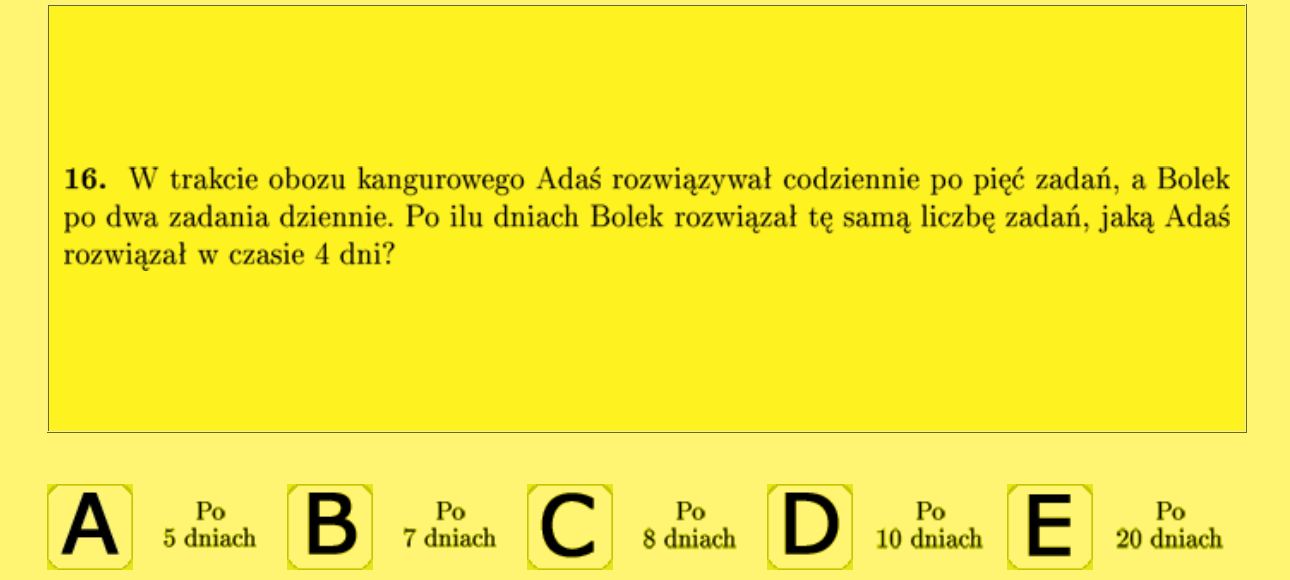 16. W trakcie obozu kangurowego Adaś rozwiązywał codziennie po pięć zadań, a Bolek
po dwa zadania dziennie. Po ilu dniach Bolek rozwiązał tę samą liczbę zadań, jaką Adaś
rozwiązał w czasie 4 dni?
A Po
5 dniach
B Po
7 dniach
C Po
8 dniach
D Po
10 dniach
E Po
20 dniach